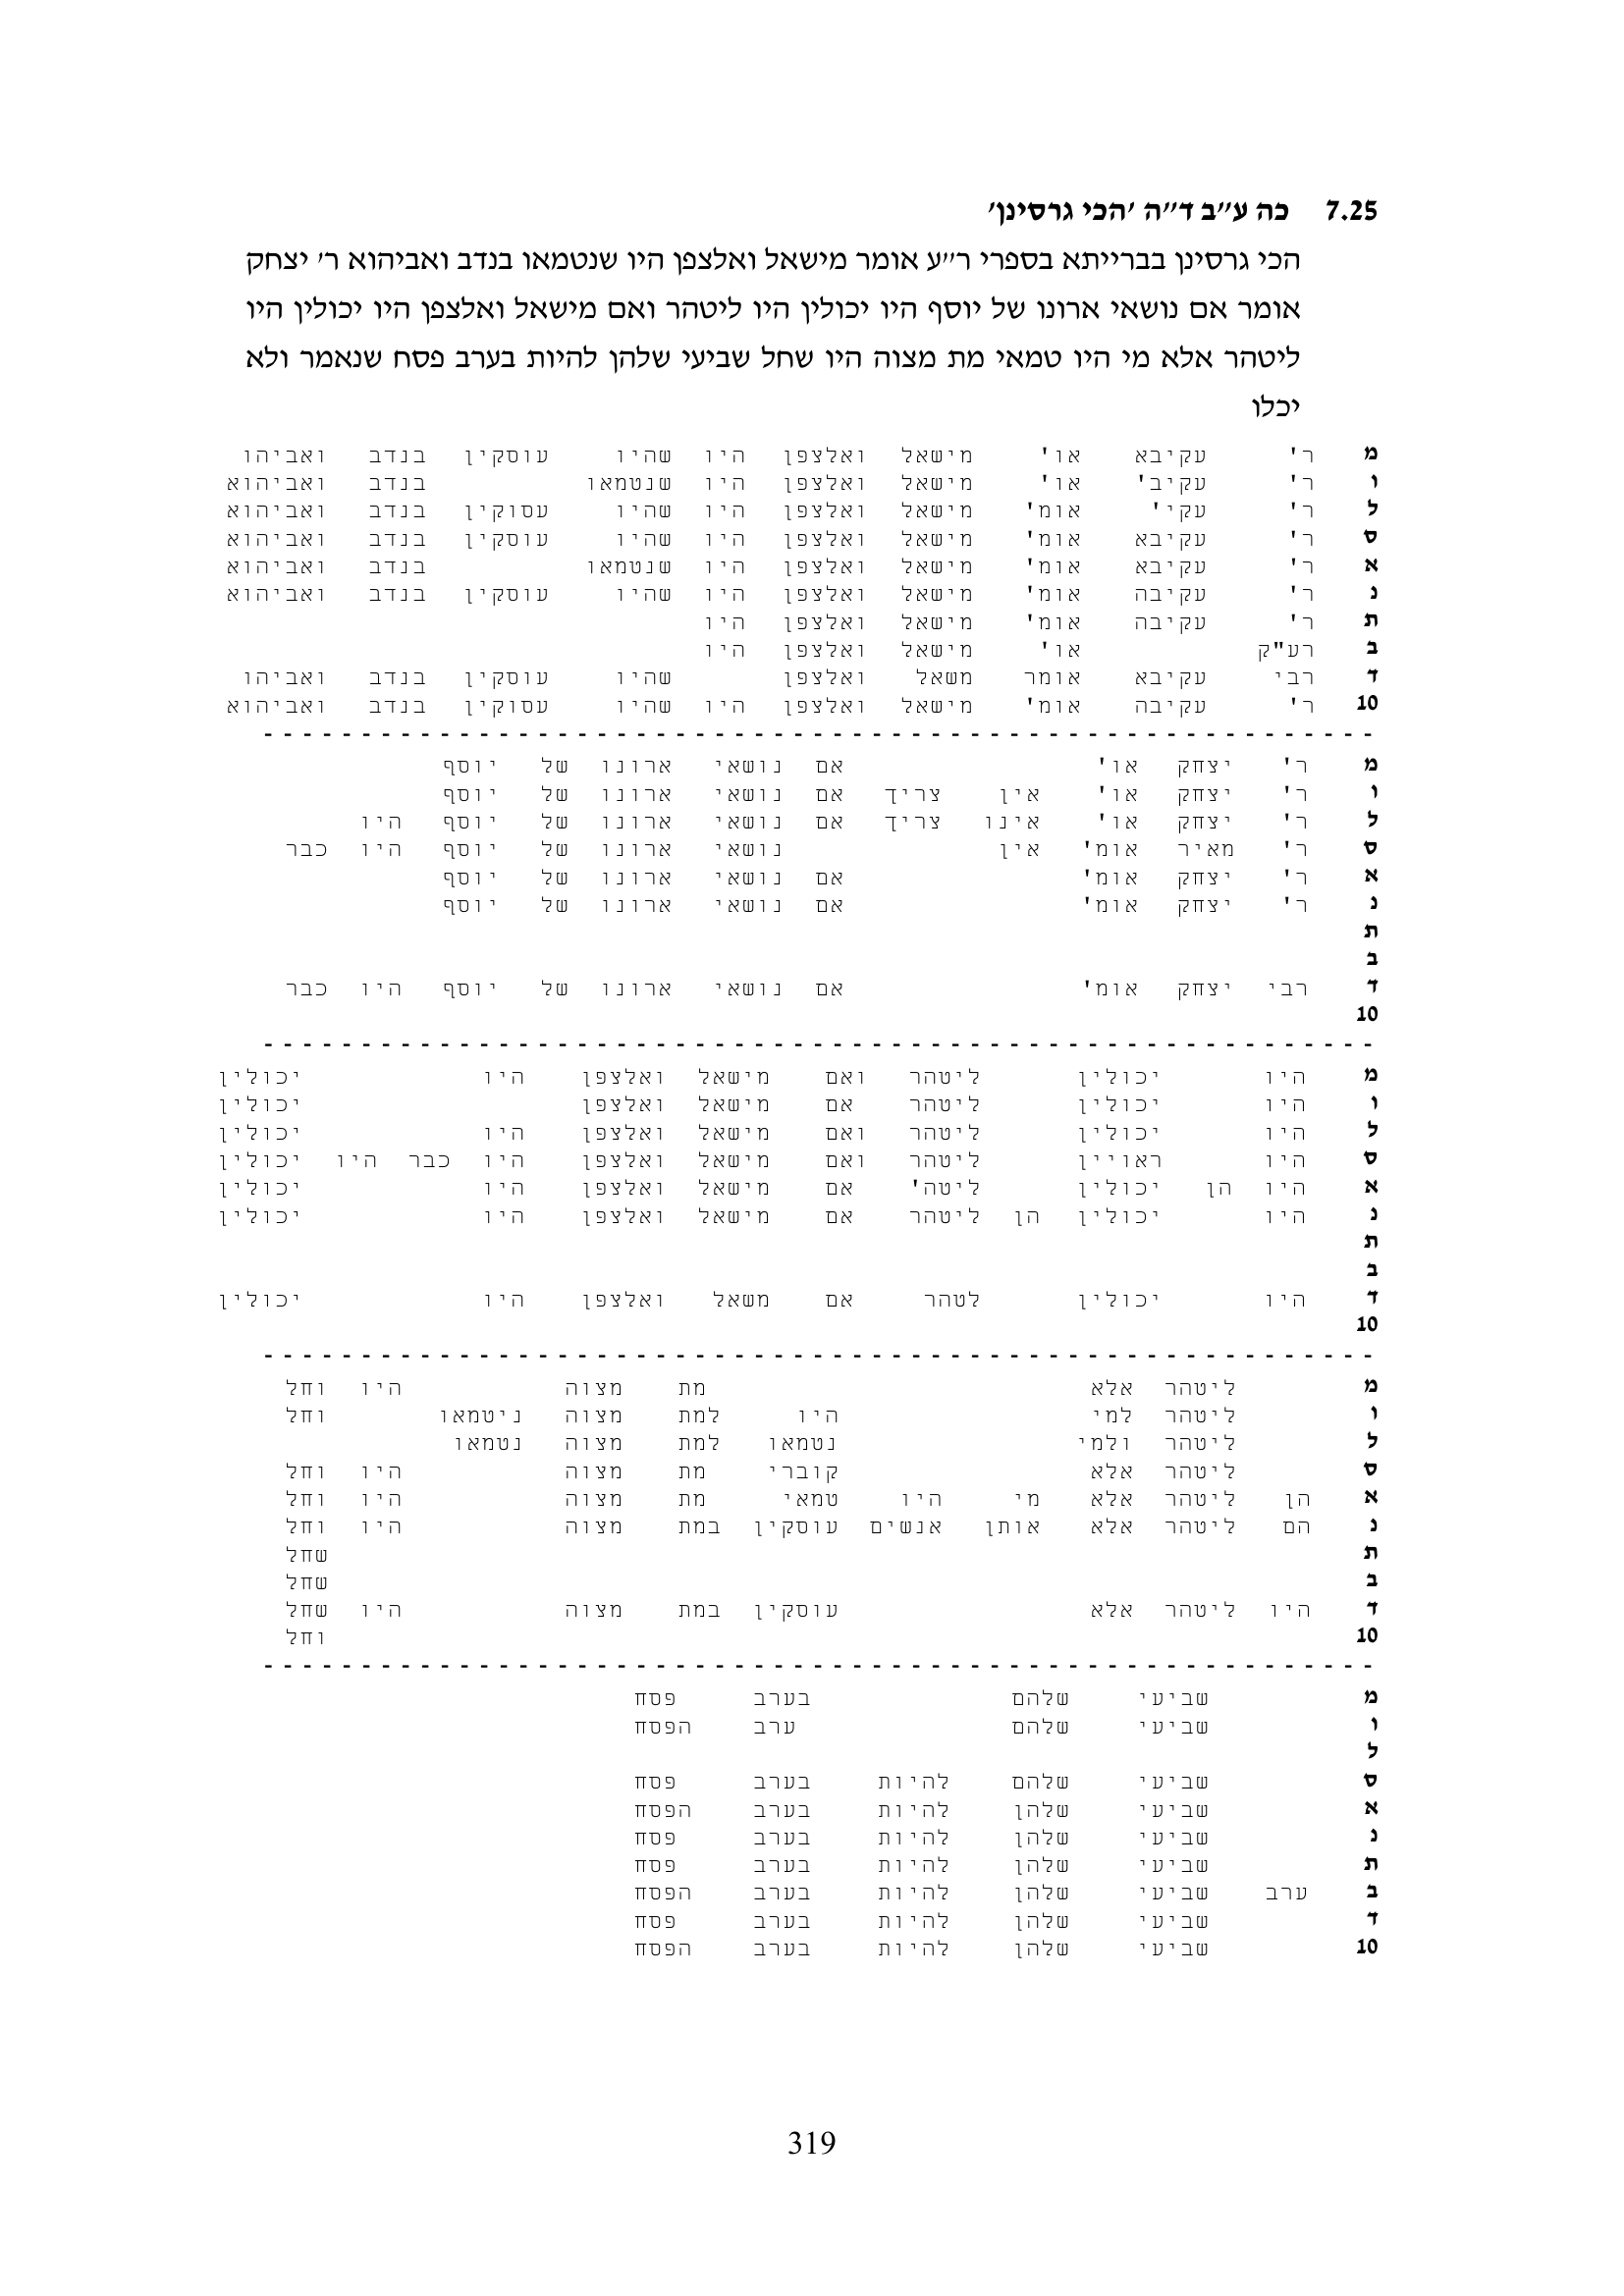 7.25 כה ע״ב ד״ה ׳הכי גרסינן׳
הכי גרסינן בברייתא בספרי ר״ע אומר מישאל ואלצפן היו שנטמאו בנדב ואביהוא ר׳ יצחק
אומר אם נושאי ארונו של יוסף היו יכולין היו ליטהר ואם מישאל ואלצפן היו יכולין היו
ליטהר אלא מי היו טמאי מת מצוה היו שחל שביעי שלהן להיות בערב פסח שנאמר ולא
יכלו
מ ר' עקיבא או' מישאל ואלצפן היו שהיו עוסקין בנדב ואביהו
ו ר' עקיב' או' מישאל ואלצפן היו שנטמאו בנדב ואביהוא
ל ר' עקי' אומ' מישאל ואלצפן היו שהיו עסוקין בנדב ואביהוא
ס ר' עקיבא אומ' מישאל ואלצפן היו שהיו עוסקין בנדב ואביהוא
א ר' עקיבא אומ' מישאל ואלצפן היו שנטמאו בנדב ואביהוא
נ ר' עקיבה אומ' מישאל ואלצפן היו שהיו עוסקין בנדב ואביהוא
ת ר' עקיבה אומ' מישאל ואלצפן היו
ב רע"ק או' מישאל ואלצפן היו
ד רבי עקיבא אומר משאל ואלצפן שהיו עוסקין בנדב ואביהו
10 ר' עקיבה אומ' מישאל ואלצפן היו שהיו עסוקין בנדב ואביהוא
מ ר' יצחק או' אם נושאי ארונו של יוסף
ו ר' יצחק או' אין צריך אם נושאי ארונו של יוסף
ל ר' יצחק או' אינו צריך אם נושאי ארונו של יוסף היו
ס ר' מאיר אומ' אין נושאי ארונו של יוסף היו כבר
א ר' יצחק אומ' אם נושאי ארונו של יוסף
נ ר' יצחק אומ' אם נושאי ארונו של יוסף
ת
ב
ד רבי יצחק אומ' אם נושאי ארונו של יוסף היו כבר
10
מ היו יכולין ליטהר ואם מישאל ואלצפן היו יכולין
ו היו יכולין ליטהר אם מישאל ואלצפן יכולין
ל היו יכולין ליטהר ואם מישאל ואלצפן היו יכולין
ס היו ראויין ליטהר ואם מישאל ואלצפן היו כבר היו יכולין
א היו הן יכולין ליטה' אם מישאל ואלצפן היו יכולין
נ היו יכולין הן ליטהר אם מישאל ואלצפן היו יכולין
ת
ב
ד היו יכולין לטהר אם משאל ואלצפן היו יכולין
10
מ ליטהר אלא מת מצוה היו וחל
ו ליטהר למי היו למת מצוה ניטמאו וחל
ל ליטהר ולמי נטמאו למת מצוה נטמאו
ס ליטהר אלא קוברי מת מצוה היו וחל
א הן ליטהר אלא מי היו טמאי מת מצוה היו וחל
נ הם ליטהר אלא אותן אנשים עוסקין במת מצוה היו וחל
ת שחל
ב שחל
ד היו ליטהר אלא עוסקין במת מצוה היו שחל
10 וחל
מ שביעי שלהם בערב פסח
ו שביעי שלהם ערב הפסח
ל
ס שביעי שלהם להיות בערב פסח
א שביעי שלהן להיות בערב הפסח
נ שביעי שלהן להיות בערב פסח
ת שביעי שלהן להיות בערב פסח
ב ערב שביעי שלהן להיות בערב הפסח
ד שביעי שלהן להיות בערב פסח
10 שביעי שלהן להיות בערב הפסח
319